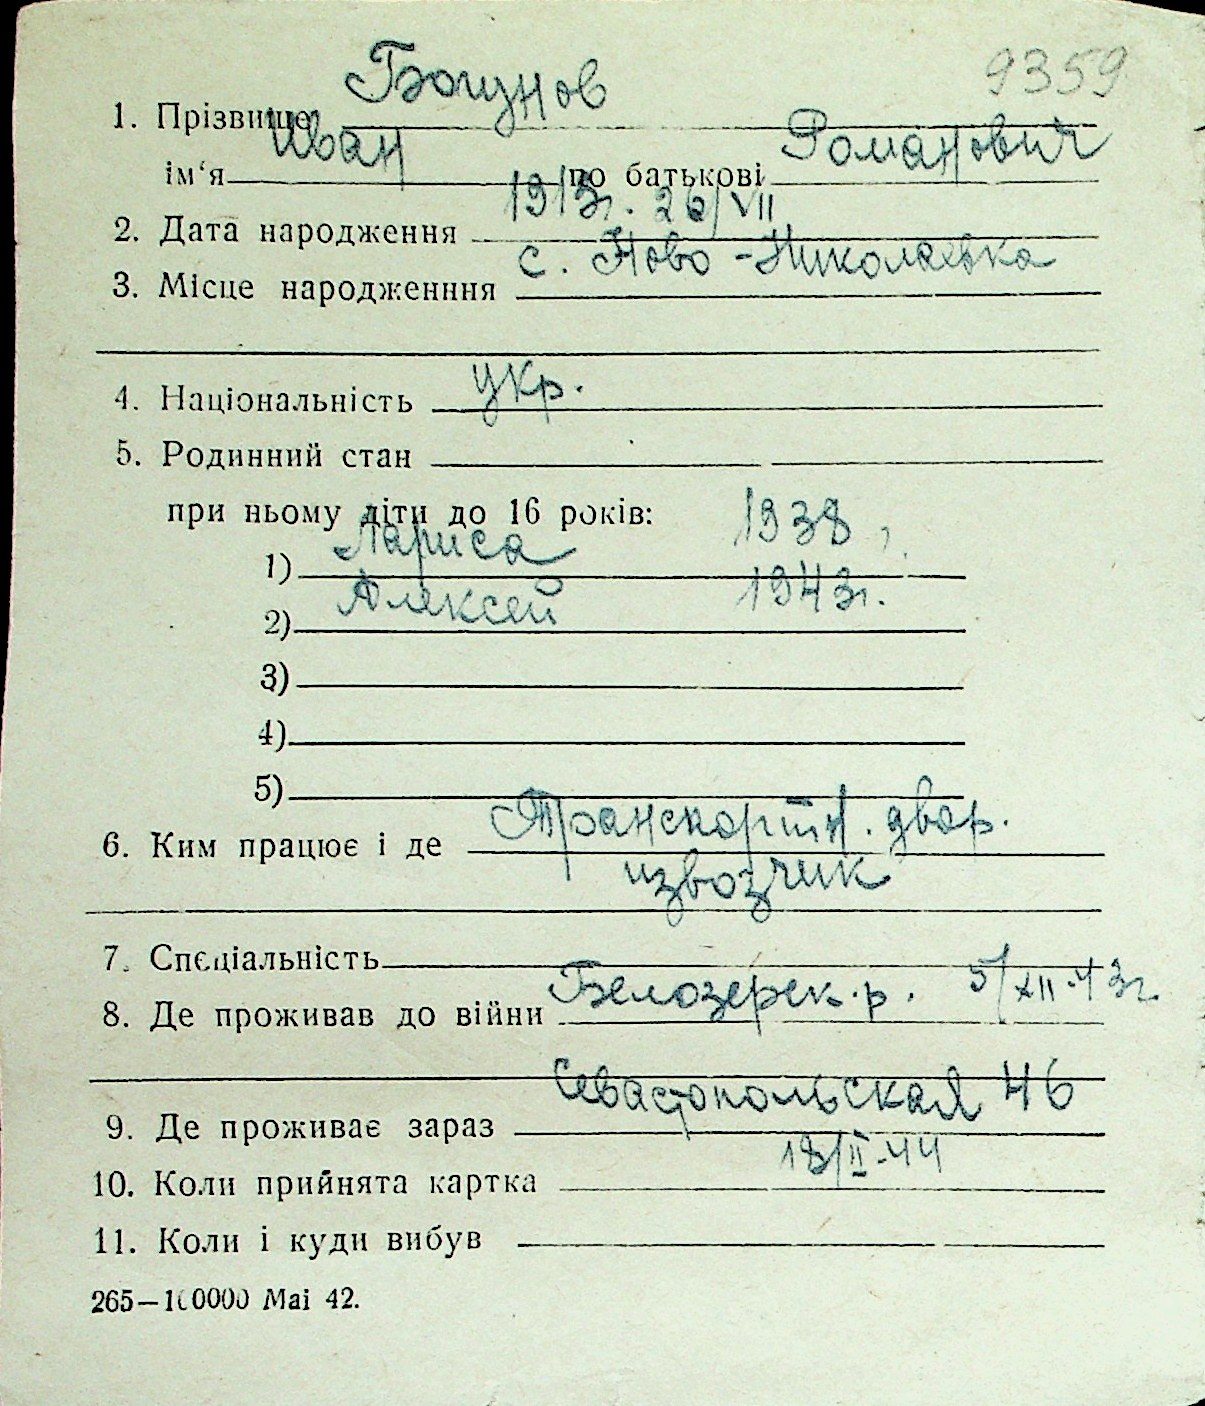 9359
1. Прізвище Богунов
ім‘я Иван по батькові Романович
2. Дата народження 1913г. 26/VII
3. Місце народженння с. Ново-Николаевка
4. Національність укр.
5. Родинний стан
при ньому діти до 16 років:
1) Лариса 1938
2) Алексей 1943г.
3)
4)
5)
6. Ким працює і де Транспортн. двор.
извозчик
7. Спеціальність
8. Де проживав до війни Белозерск. р. 5/XII-43г.
9. Де проживає зараз Севастопольская 46
10. Коли прийнята картка 18/II-44
11. Коли і куди вибув
265—100000 Mai 42.